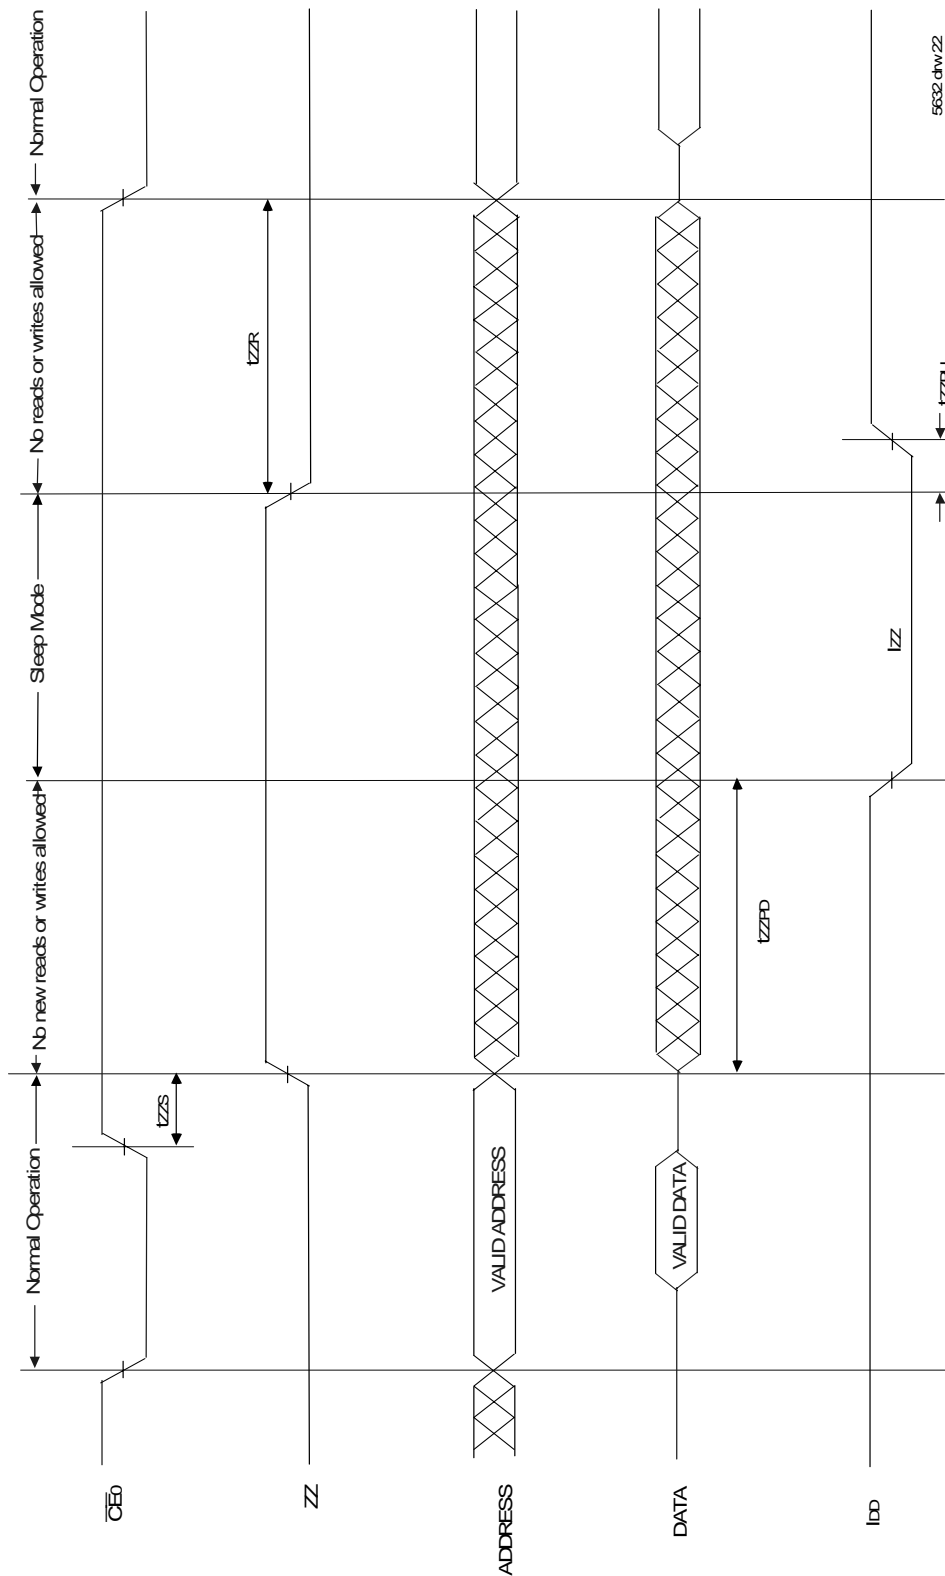 Normal Operation
No new reads or writes allowed
Sleep Mode
No reads or writes allowed
Normal Operation
CE0
tZZS
ZZ
tZZR
ADDRESS
VALID ADDRESS
DATA
VALID DATA
tZZPD
IDD
IZZ
tZZPU
5632 drw 22